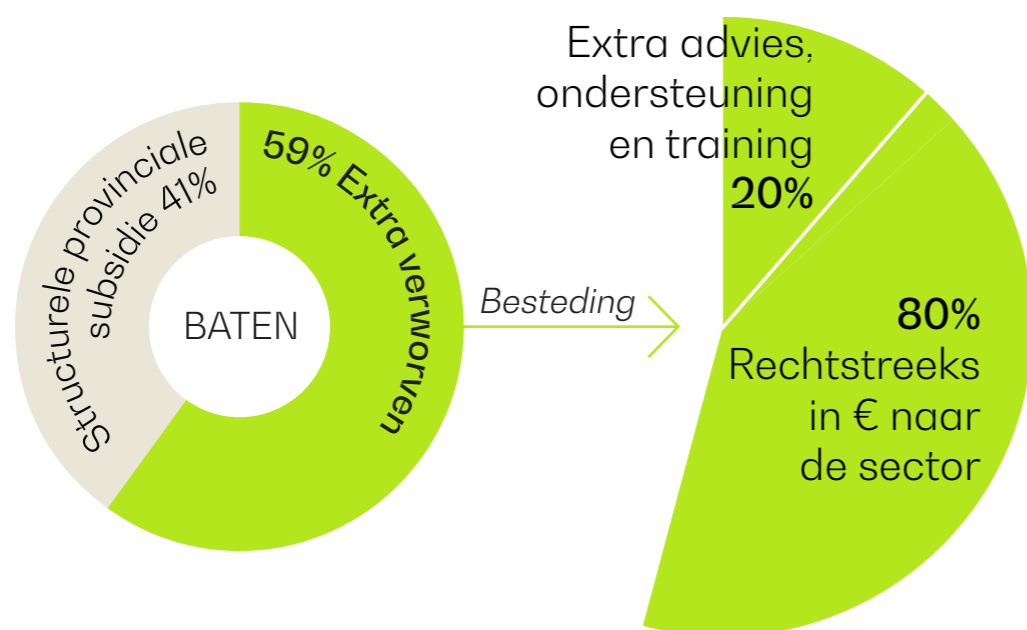 Structurele provinciale
subsidie 41%
59% Extra verworven
BATEN
Besteding
Extra advies,
ondersteuning
en training
20%
80%
Rechtstreeks
in € naar
de sector